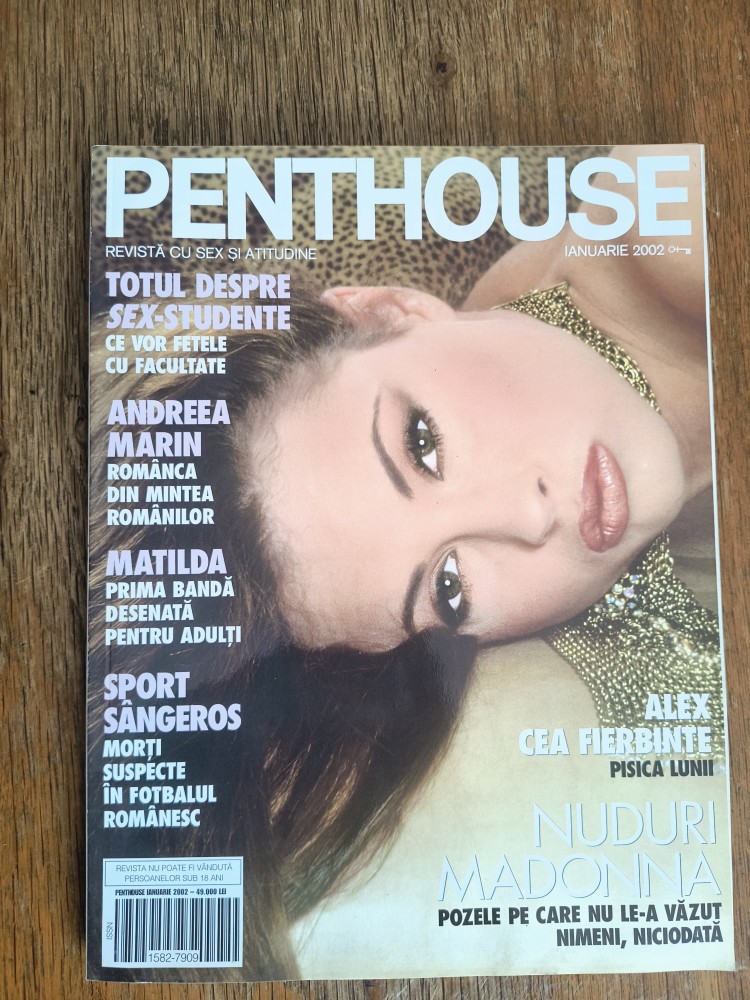 PENTHOUSE
REVISTĂ CU SEX ȘI ATITUDINE
IANUARIE 2002
TOTUL DESPRE
SEX-STUDENTE
CE VOR FETELE
CU FACULTATE
ANDREEA
MARIN
ROMÂNCA
DIN MINTEA
ROMÂNILOR
MATILDA
PRIMA BANDĂ
DESENATĂ
PENTRU ADULȚI
SPORT
SÂNGEROS
MORȚI
SUSPECTE
ÎN FOTBALUL
ROMÂNESC
ALEX
CEA FIERBINTE
PISICA LUNII
NUDURI
MADONNA
POZELE PE CARE NU LE-A VĂZUT
NIMENI, NICIODATĂ
REVISTA NU POATE FI VÂNDUTĂ
PERSOANELOR SUB 18 ANI
PENTHOUSE IANUARIE 2002 – 49.000 LEI
ISSN
1582-7909